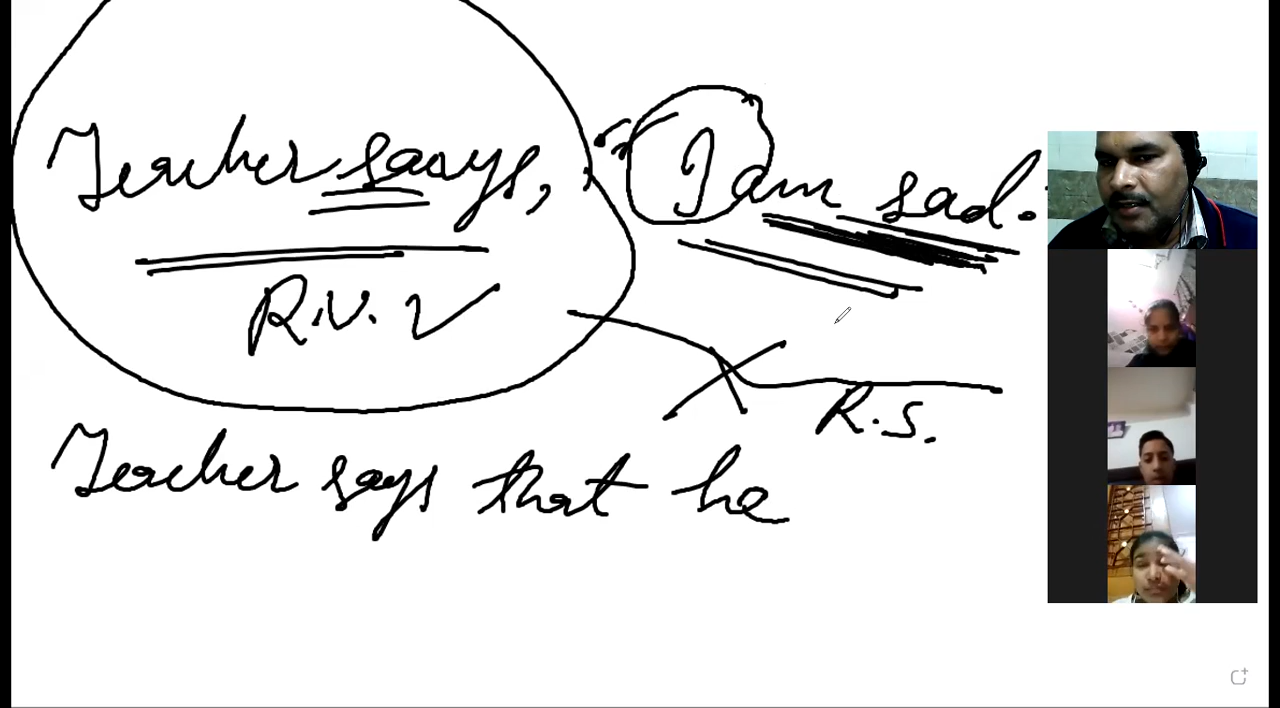 Teacher says, "I am sad.
R.V.
R.S.
Teacher says that he